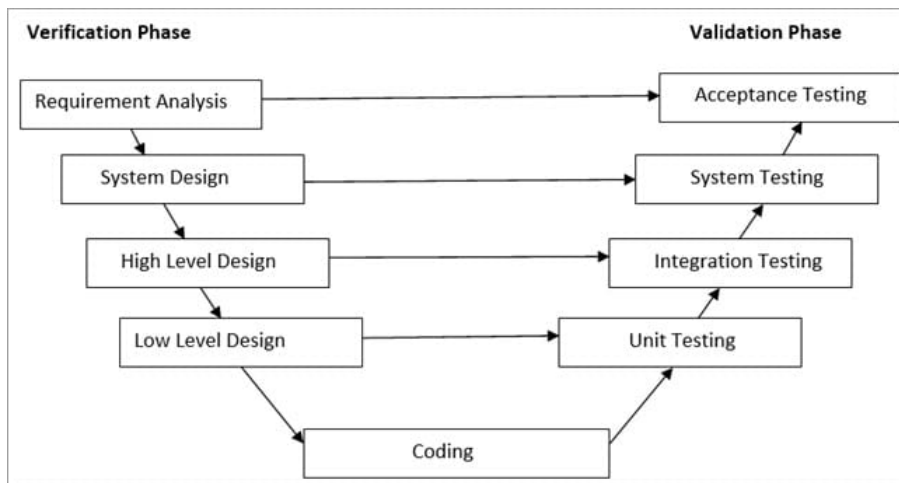 Verification Phase
Validation Phase
Requirement Analysis
Acceptance Testing
System Design
System Testing
High Level Design
Integration Testing
Low Level Design
Unit Testing
Coding